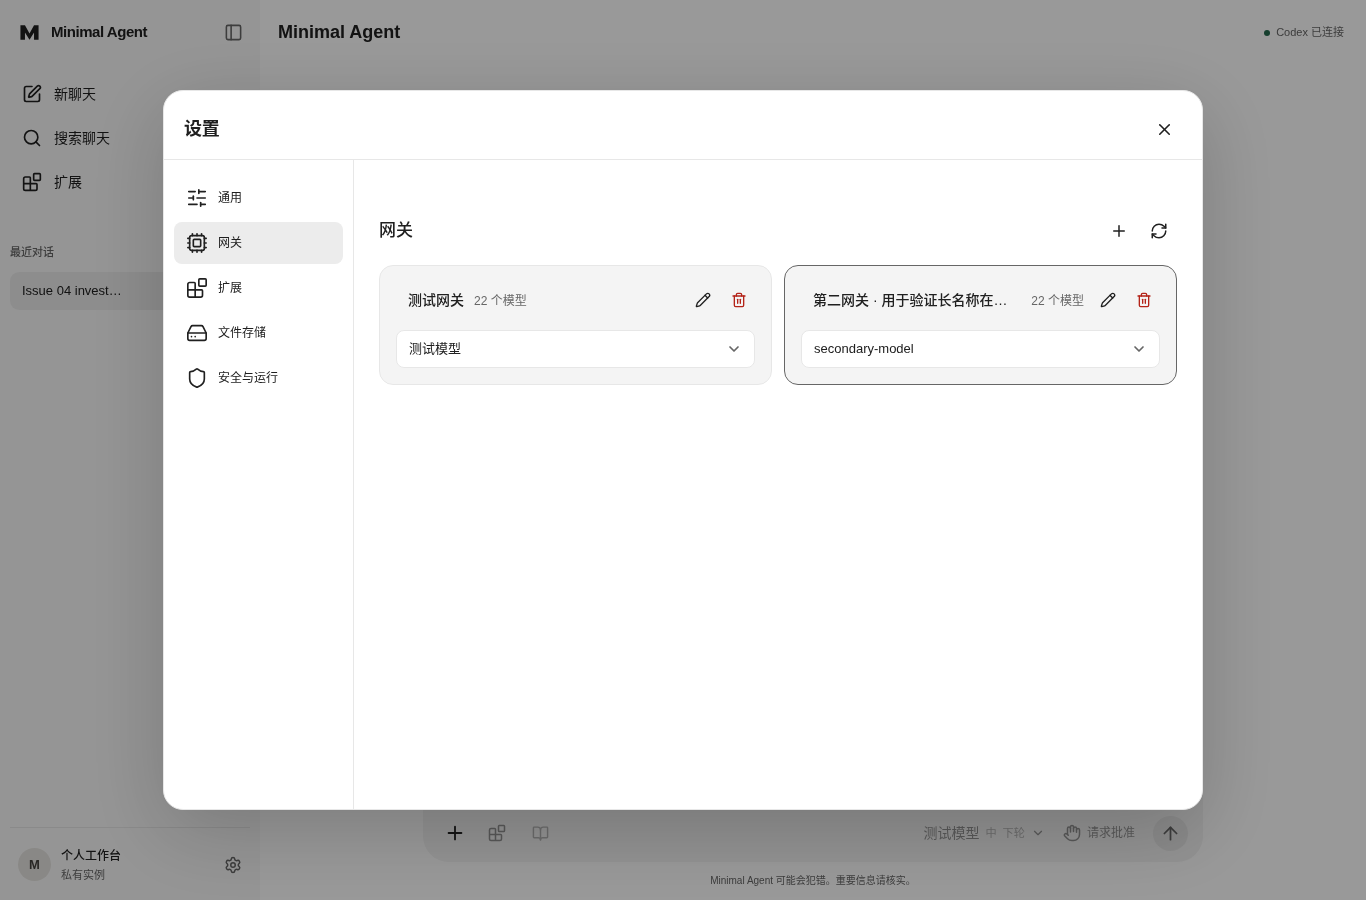 Minimal Agent
Minimal Agent
Codex 已连接
新聊天
搜索聊天
扩展
最近对话
Issue 04 invest…
设置
通用
网关
扩展
文件存储
安全与运行
网关
测试网关 22 个模型
测试模型
第二网关 · 用于验证长名称在… 22 个模型
secondary-model
M
个人工作台
私有实例
测试模型 中 下轮
请求批准
Minimal Agent 可能会犯错。重要信息请核实。